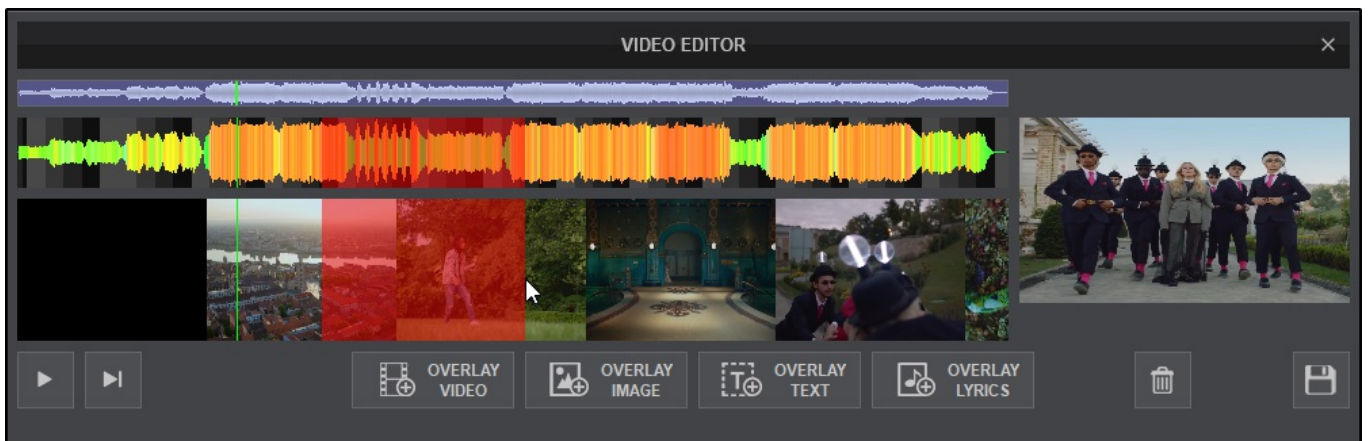 VIDEO EDITOR
OVERLAY
VIDEO
OVERLAY
IMAGE
OVERLAY
TEXT
OVERLAY
LYRICS